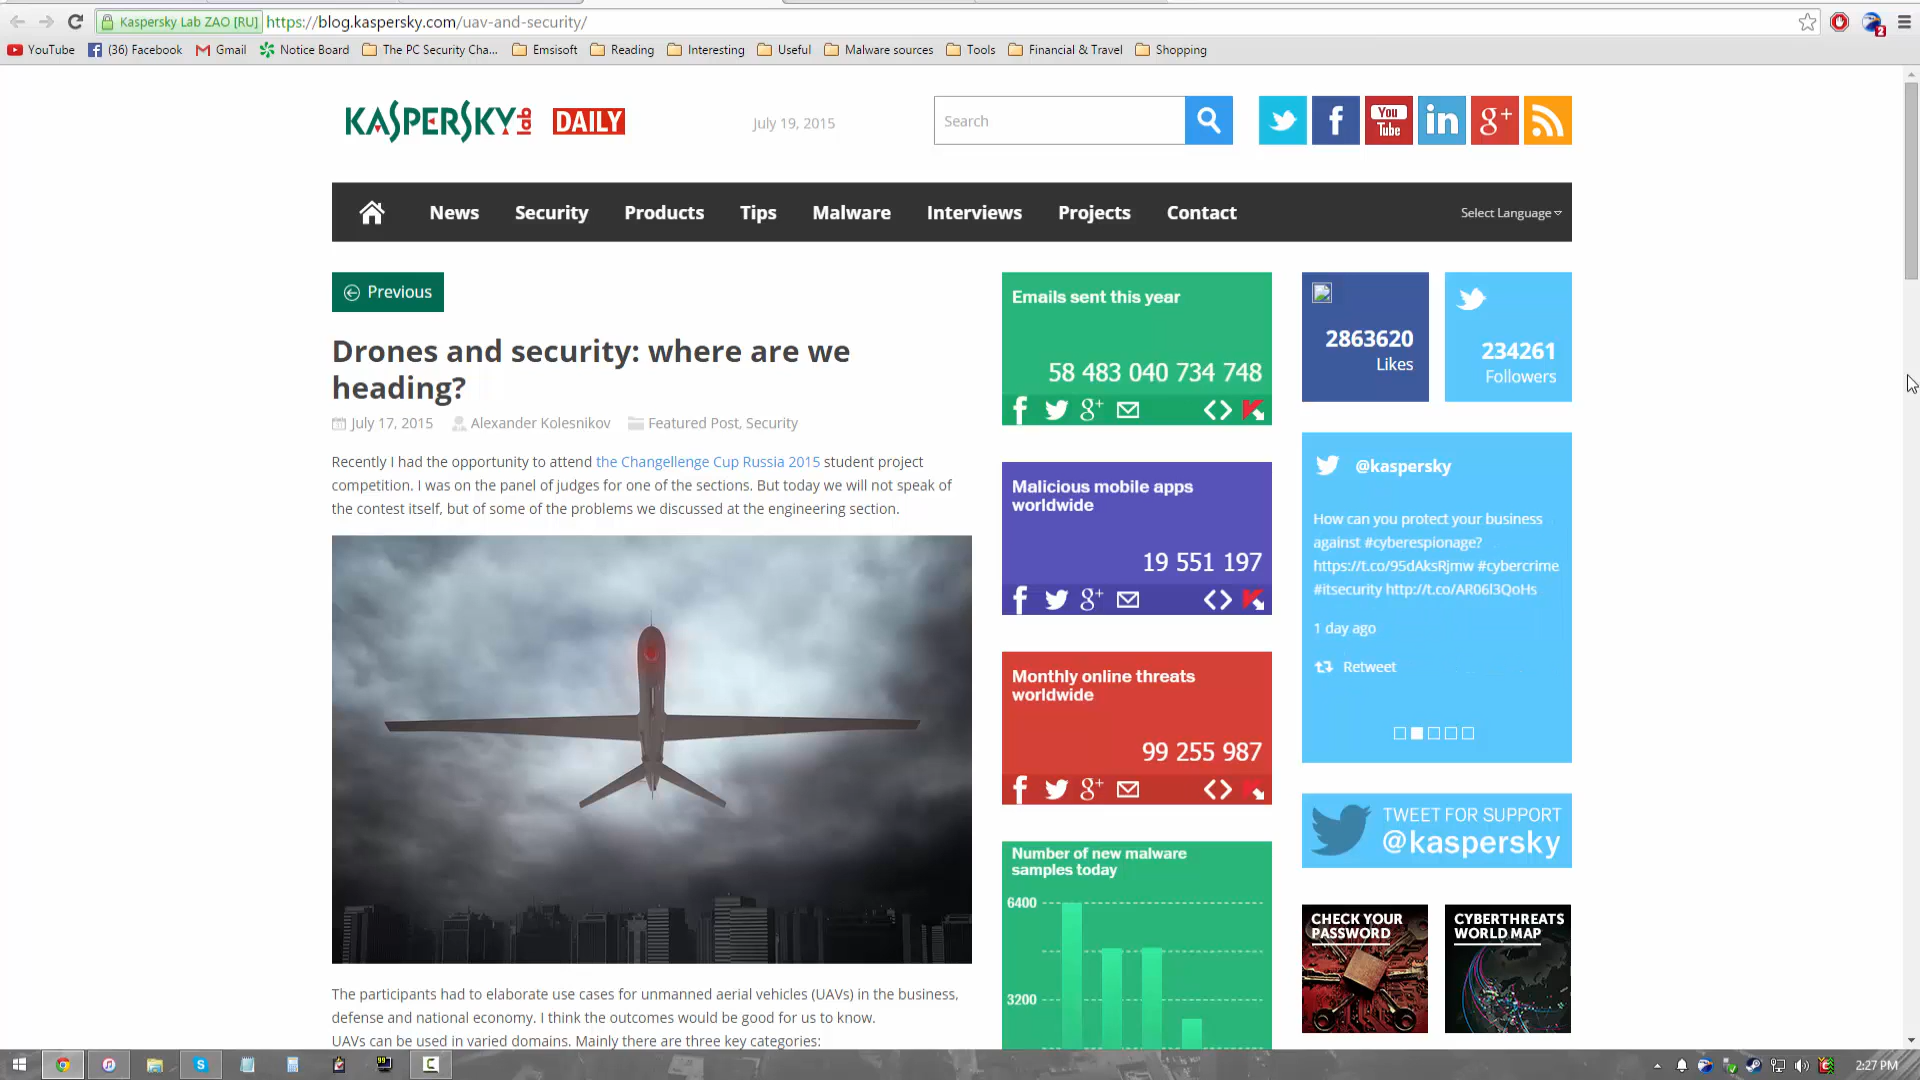 Kaspersky Lab ZAO [RU] https://blog.kaspersky.com/uav-and-security/
YouTube (36) Facebook Gmail Notice Board The PC Security Cha... Emsisoft Reading Interesting Useful Malware sources Tools Financial & Travel Shopping
KASPERSKY lab DAILY
July 19, 2015
Search
You Tube
in
g+
2
News Security Products Tips Malware Interviews Projects Contact Select Language
Previous
Drones and security: where are we
heading?
July 17, 2015 Alexander Kolesnikov Featured Post, Security
Recently I had the opportunity to attend the Changellenge Cup Russia 2015 student project
competition. I was on the panel of judges for one of the sections. But today we will not speak of
the contest itself, but of some of the problems we discussed at the engineering section.
The participants had to elaborate use cases for unmanned aerial vehicles (UAVs) in the business,
defense and national economy. I think the outcomes would be good for us to know.
UAVs can be used in varied domains. Mainly there are three key categories:
Emails sent this year
58 483 040 734 748
Malicious mobile apps
worldwide
19 551 197
Monthly online threats
worldwide
99 255 987
Number of new malware
samples today
6400
3200
2863620
Likes
234261
Followers
@kaspersky
How can you protect your business
against #cyberespionage?
https://t.co/95dAksRjmw #cybercrime
#itsecurity http://t.co/AR06l3QoHs
1 day ago
Retweet
TWEET FOR SUPPORT
@kaspersky
CHECK YOUR
PASSWORD
CYBERTHREATS
WORLD MAP
2:27 PM